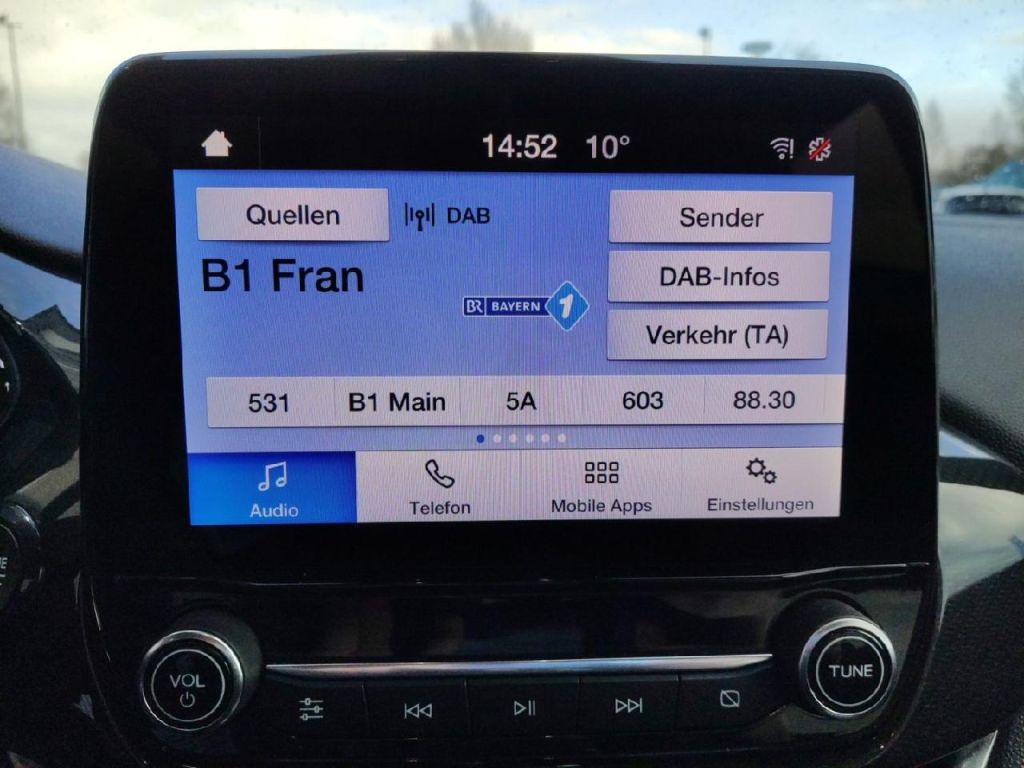 14:52 10°
Quellen
DAB
Sender
B1 Fran
DAB-Infos
BR BAYERN 1
Verkehr (TA)
531 B1 Main 5A 603 88.30
Audio Telefon Mobile Apps Einstellungen
VOL
TUNE